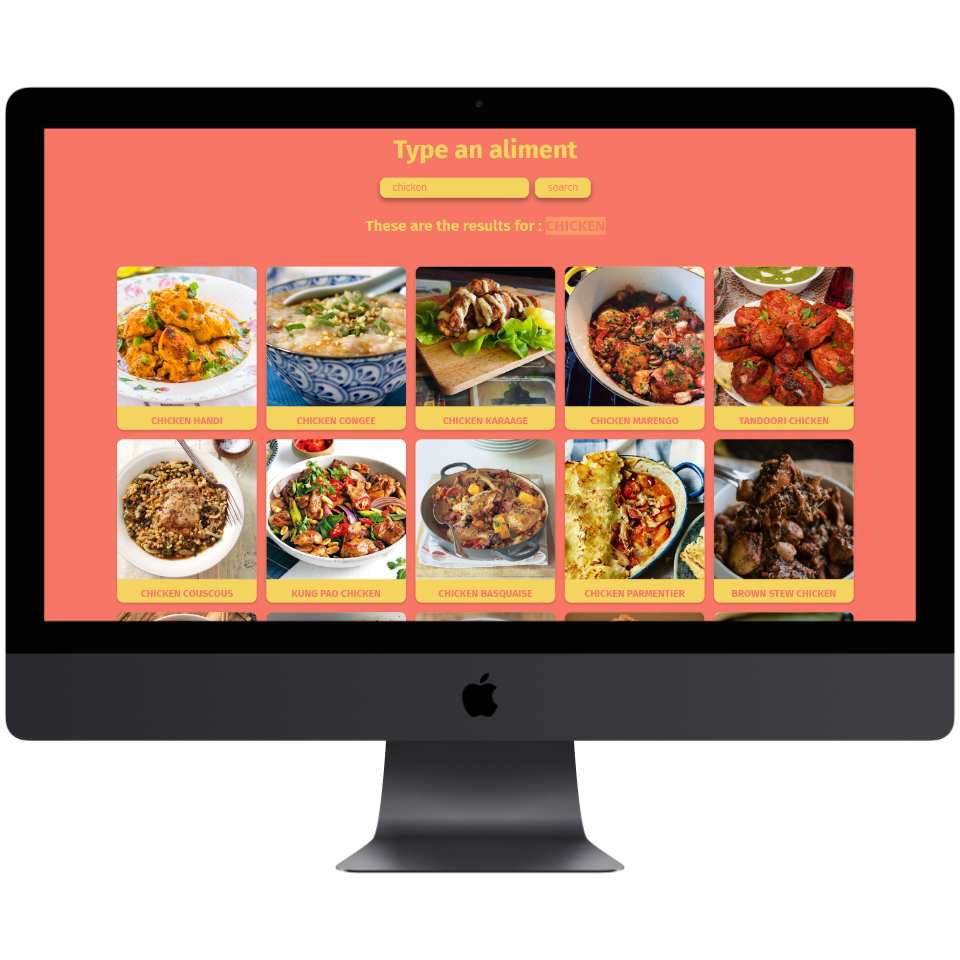 Type an aliment
chicken search
These are the results for : CHICKEN
CHICKEN HANDI CHICKEN CONGEE CHICKEN KARAAGE CHICKEN MARENGO TANDOORI CHICKEN
CHICKEN COUSCOUS KUNG PAO CHICKEN CHICKEN BASQUAISE CHICKEN PARMENTIER BROWN STEW CHICKEN